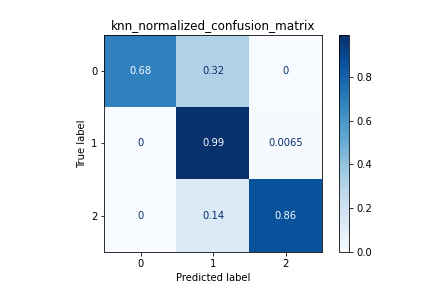 knn_normalized_confusion_matrix
True label
0 0.68 0.32 0
1 0 0.99 0.0065
2 0 0.14 0.86
0 1 2
Predicted label
0.8
0.6
0.4
0.2
0.0